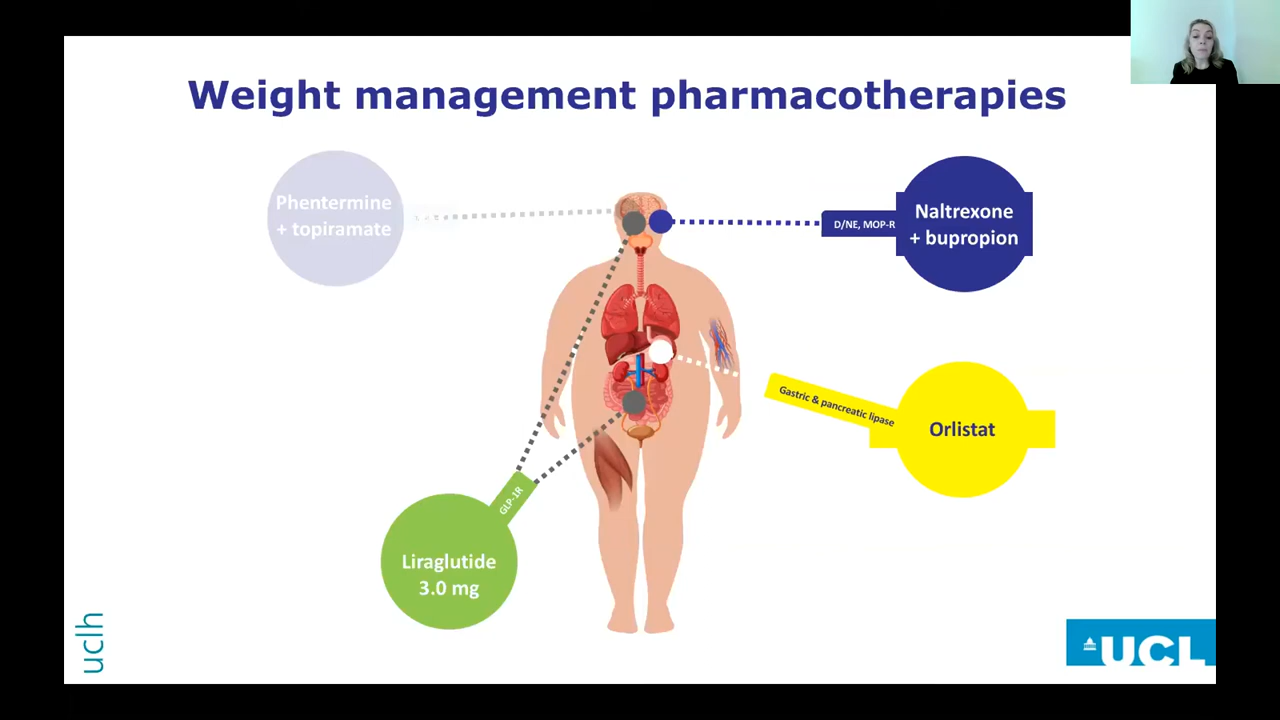 Weight management pharmacotherapies
Phentermine
+ topiramate
D/NE, MOP-R
Naltrexone
+ bupropion
Gastric & pancreatic lipase
Orlistat
GLP-1R
Liraglutide
3.0 mg
uclh
UCL